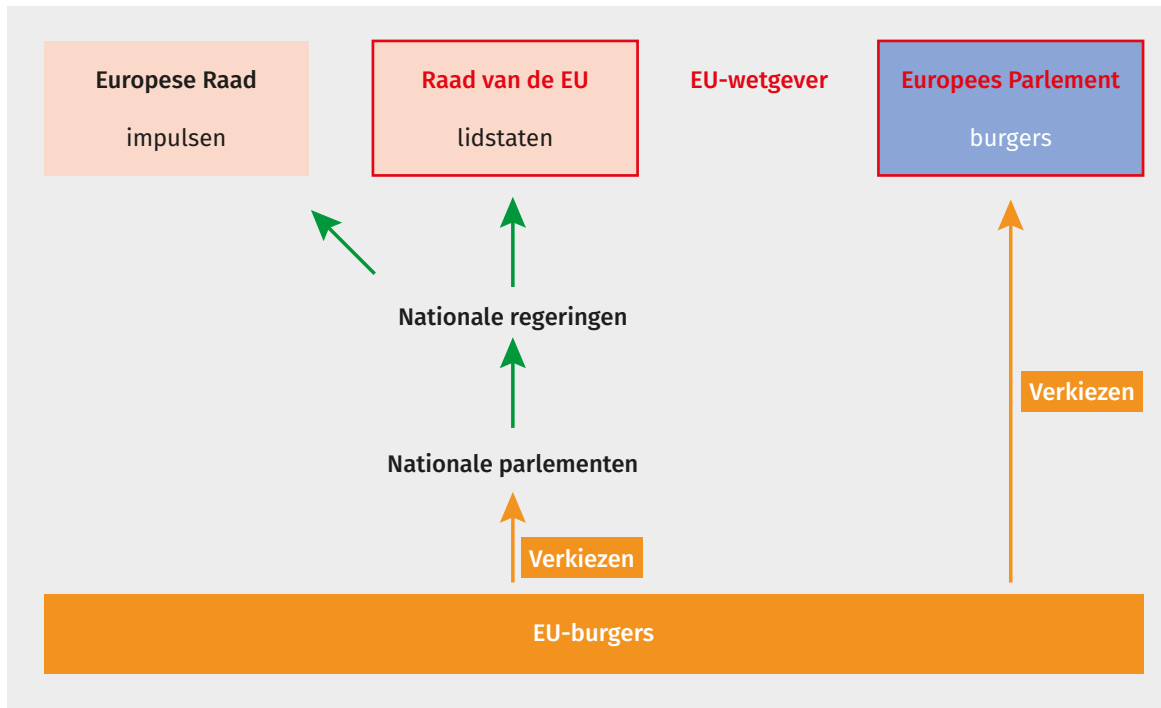 Europese Raad
impulsen
Raad van de EU
lidstaten
EU-wetgever
Europees Parlement
burgers
Nationale regeringen
Verkiezen
Nationale parlementen
Verkiezen
EU-burgers